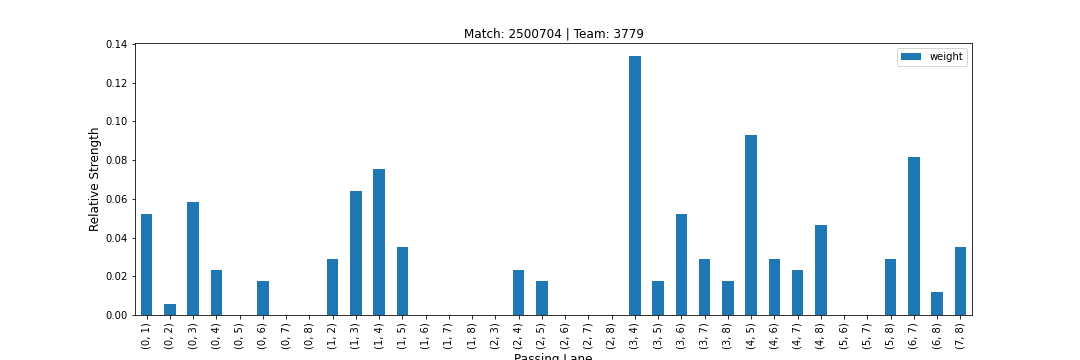 Match: 2500704 | Team: 3779
0.14
0.12
0.10
0.08
0.06
0.04
0.02
0.00
Relative Strength
weight
(0, 1) (0, 2) (0, 3) (0, 4) (0, 5) (0, 6) (0, 7) (0, 8) (1, 2) (1, 3) (1, 4) (1, 5) (1, 6) (1, 7) (1, 8) (2, 3) (2, 4) (2, 5) (2, 6) (2, 7) (2, 8) (3, 4) (3, 5) (3, 6) (3, 7) (3, 8) (4, 5) (4, 6) (4, 7) (4, 8) (5, 6) (5, 7) (5, 8) (6, 7) (6, 8) (7, 8)
Passing Lane